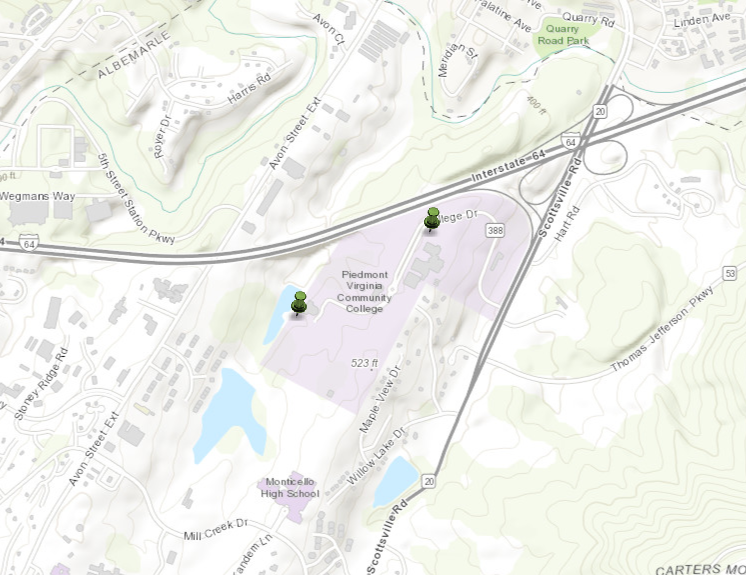 Avon Ct
Palatine Ave
Quarry Rd
Linden Ave
Ave.
Quarry
Road Park
Meridian St
ALBEMARLE
Harris Rd
Royer Dr
Avon Street Ext
400 ft
20
64
Interstate 64
Scottsville Rd
5th Street Station Pkwy
Wegmans Way
64
College Dr
388
Hart Rd
53
Thomas Jefferson Pkwy
Piedmont
Virginia
Community
College
523 ft
Maple View Dr
Willow Lake Dr
Stoney Ridge Rd
Avon Street Ext
Monticello
High School
20
Scottsville Rd
Mill Creek Dr
CARTERS MO